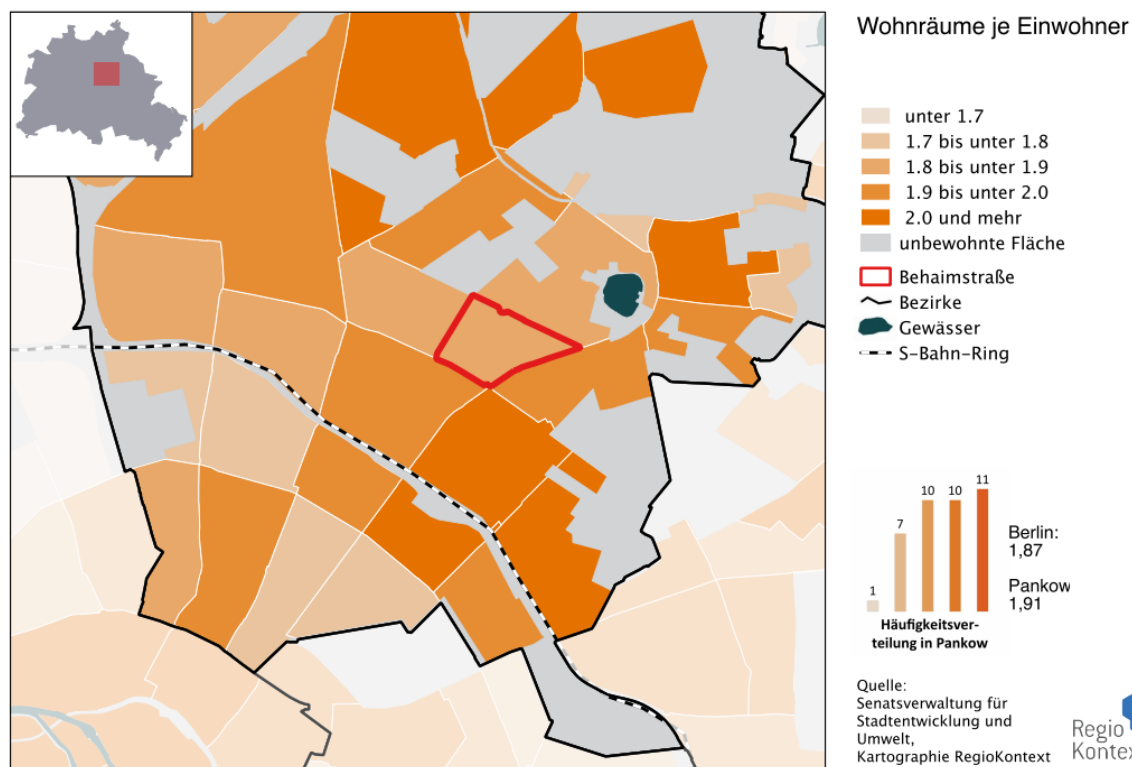 Wohnräume je Einwohner
unter 1.7
1.7 bis unter 1.8
1.8 bis unter 1.9
1.9 bis unter 2.0
2.0 und mehr
unbewohnte Fläche
Behaimstraße
Bezirke
Gewässer
S-Bahn-Ring
1
7
10
10
11
Häufigkeitsver-
teilung in Pankow
Berlin:
1,87
Pankow
1,91
Quelle:
Senatsverwaltung für
Stadtentwicklung und
Umwelt,
Kartographie RegioKontext
Regio
Kontex